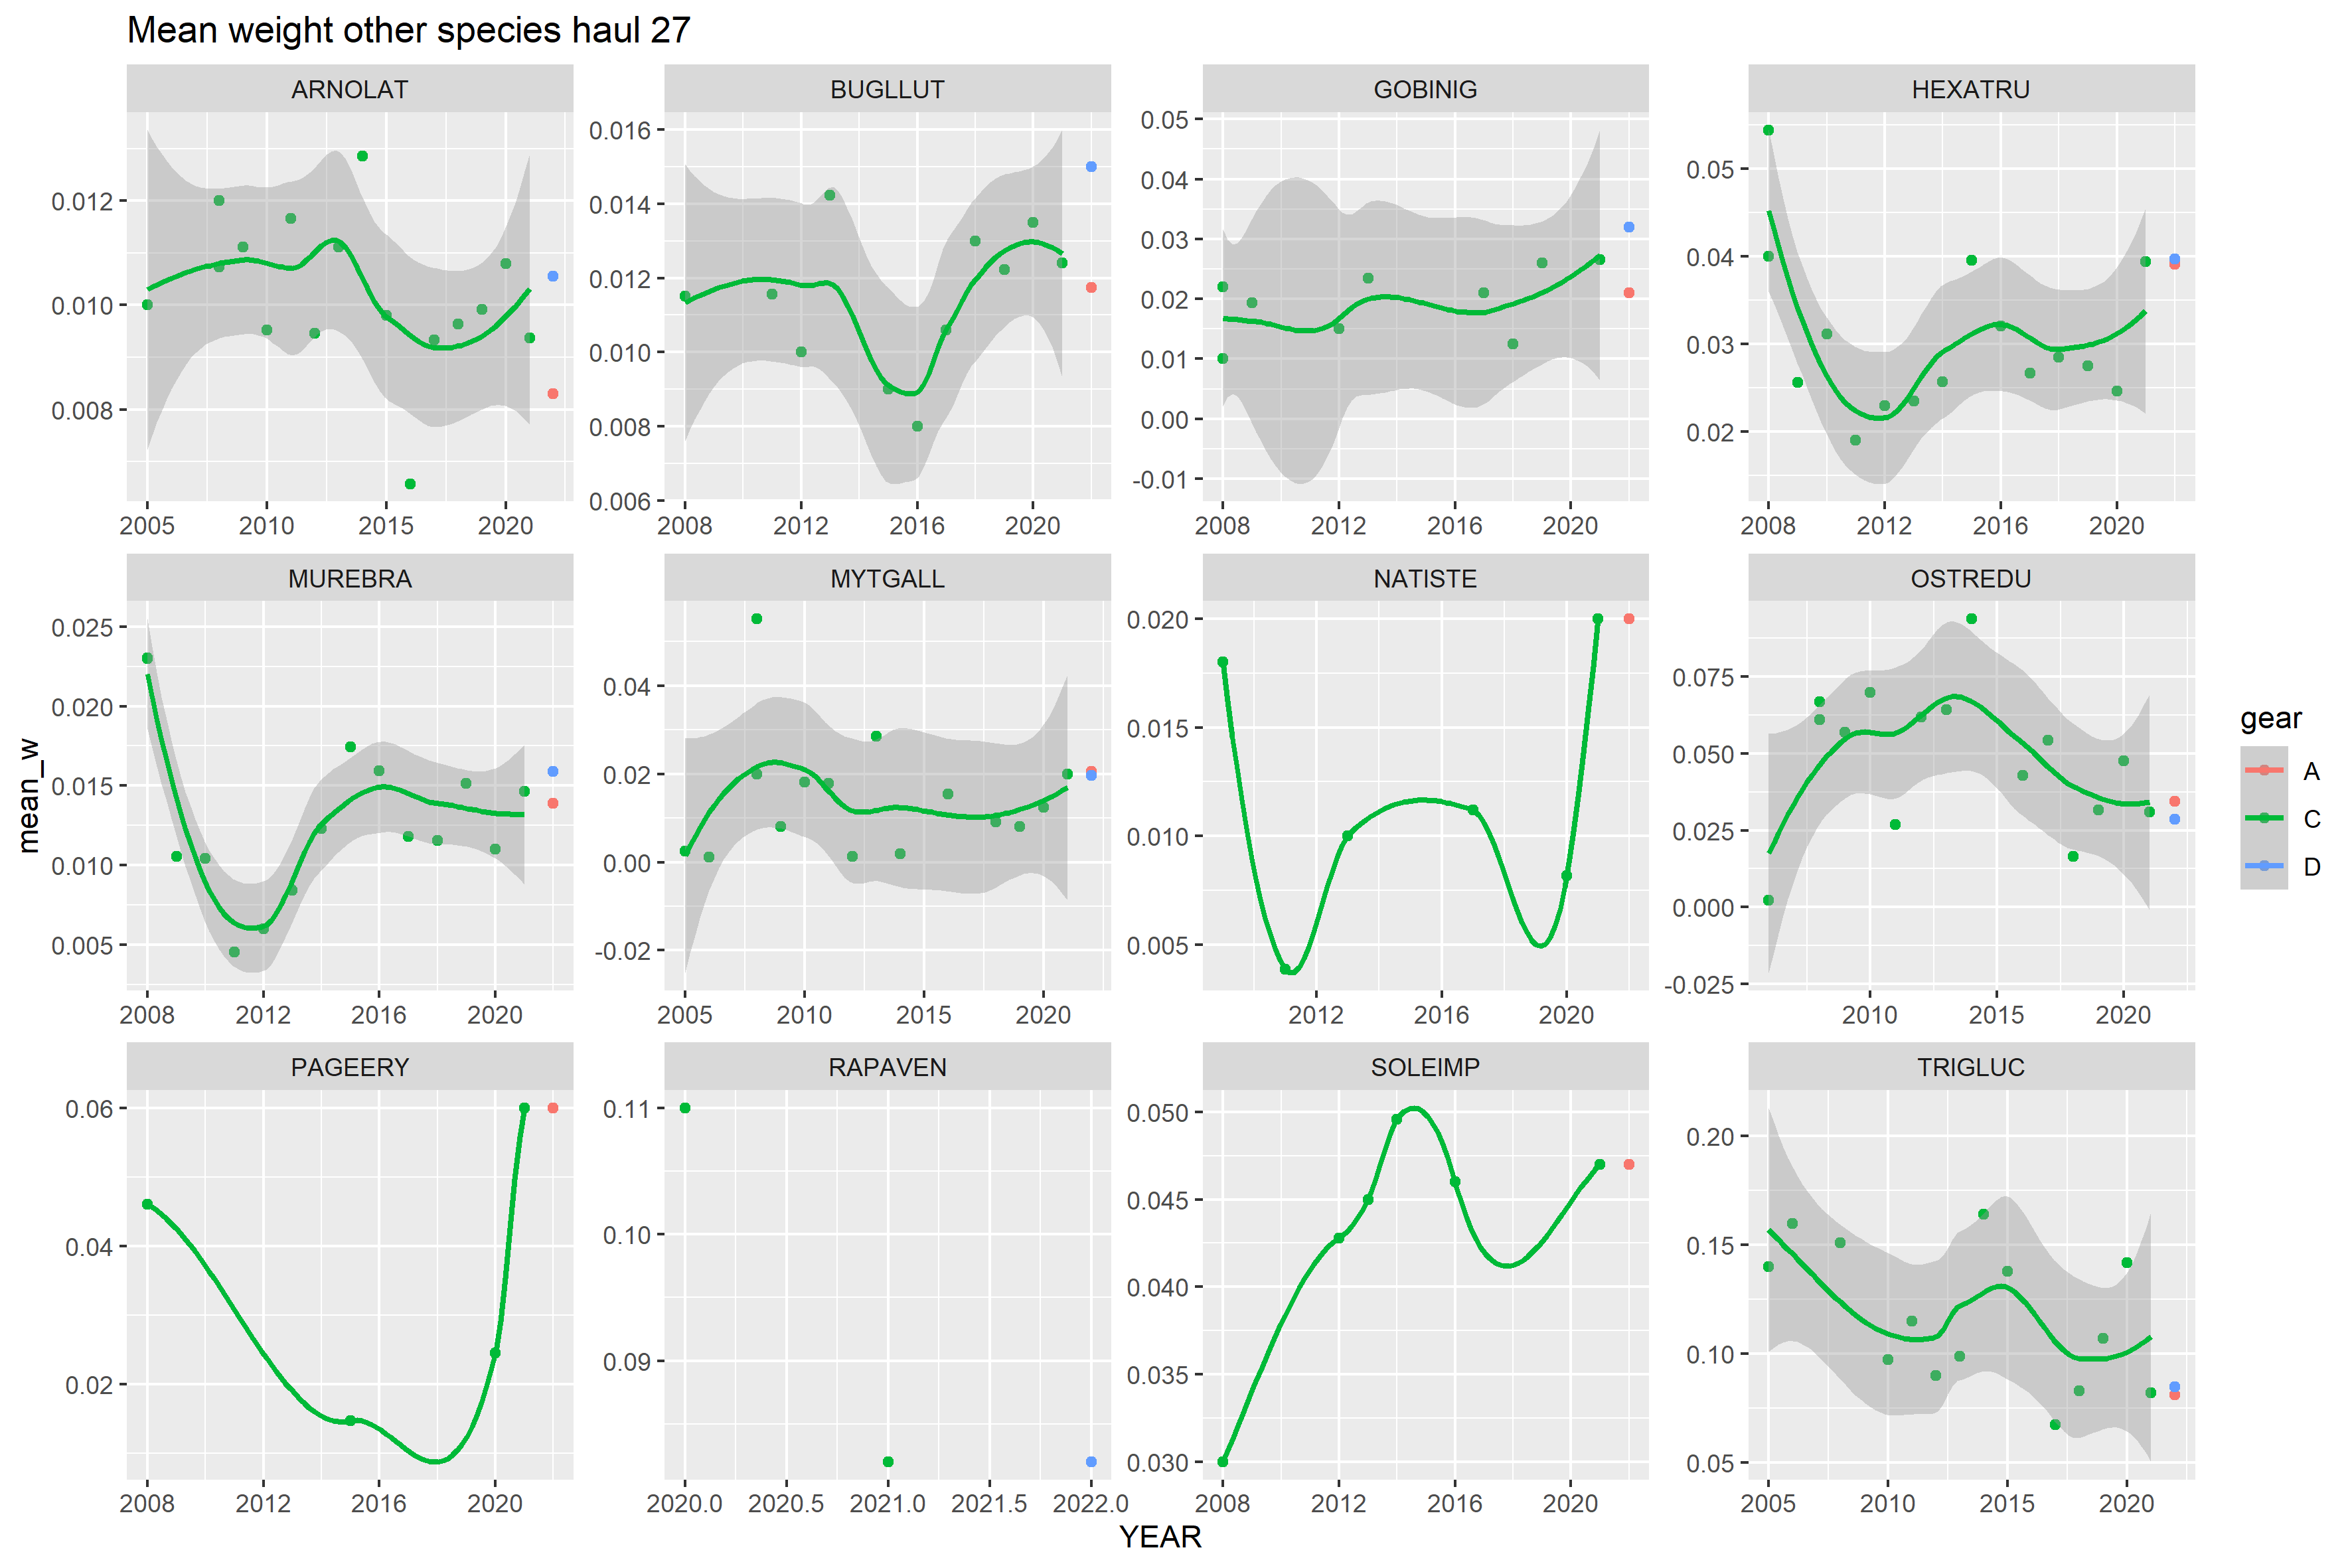 Mean weight other species haul 27
ARNOLAT
0.012
0.010
0.008
2005 2010 2015 2020
BUGLLUT
0.016
0.014
0.012
0.010
0.008
0.006
2008 2012 2016 2020
GOBINIG
0.05
0.04
0.03
0.02
0.01
0.00
-0.01
2008 2012 2016 2020
HEXATRU
0.05
0.04
0.03
0.02
2008 2012 2016 2020
mean_w
MUREBRA
0.025
0.020
0.015
0.010
0.005
2008 2012 2016 2020
MYTGALL
0.04
0.02
0.00
-0.02
2005 2010 2015 2020
NATISTE
0.020
0.015
0.010
0.005
2012 2016 2020
OSTREDU
0.075
0.050
0.025
0.000
-0.025
2010 2015 2020
PAGEERY
0.06
0.04
0.02
2008 2012 2016 2020
RAPAVEN
0.11
0.10
0.09
2020.0 2020.5 2021.0 2021.5 2022.0
SOLEIMP
0.050
0.045
0.040
0.035
0.030
2008 2012 2016 2020
TRIGLUC
0.20
0.15
0.10
0.05
2005 2010 2015 2020
YEAR
gear
A
C
D